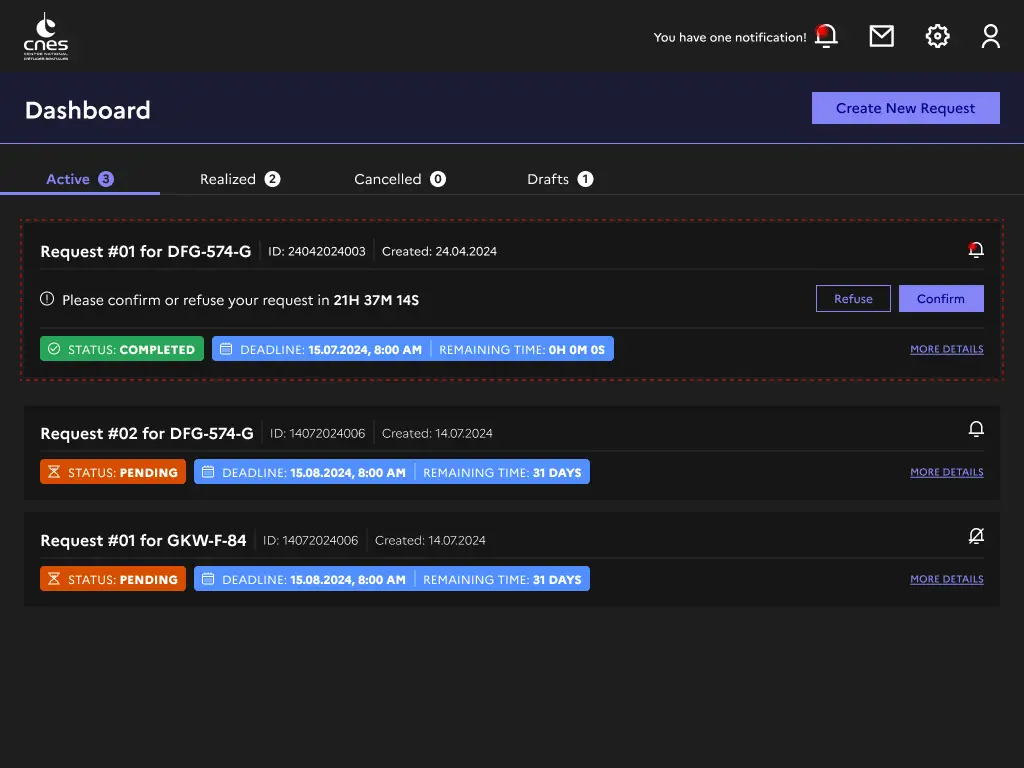 cnes
CENTRE NATIONAL
D'ÉTUDES SPATIALES
You have one notification!
Dashboard
Create New Request
Active 3
Realized 2
Cancelled 0
Drafts 1
Request #01 for DFG-574-G ID: 24042024003 Created: 24.04.2024
Please confirm or refuse your request in 21H 37M 14S
Refuse
Confirm
STATUS: COMPLETED
DEADLINE: 15.07.2024, 8:00 AM REMAINING TIME: 0H 0M 0S
MORE DETAILS
Request #02 for DFG-574-G ID: 14072024006 Created: 14.07.2024
STATUS: PENDING
DEADLINE: 15.08.2024, 8:00 AM REMAINING TIME: 31 DAYS
MORE DETAILS
Request #01 for GKW-F-84 ID: 14072024006 Created: 14.07.2024
STATUS: PENDING
DEADLINE: 15.08.2024, 8:00 AM REMAINING TIME: 31 DAYS
MORE DETAILS